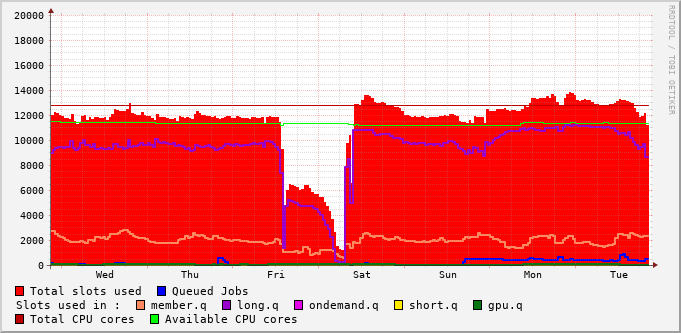 RRDTOOL / TOBI OETIKER
20000
18000
16000
14000
12000
10000
8000
6000
4000
2000
0
Wed Thu Fri Sat Sun Mon Tue
Total slots used Queued Jobs
Slots used in : member.q long.q ondemand.q short.q gpu.q
Total CPU cores Available CPU cores